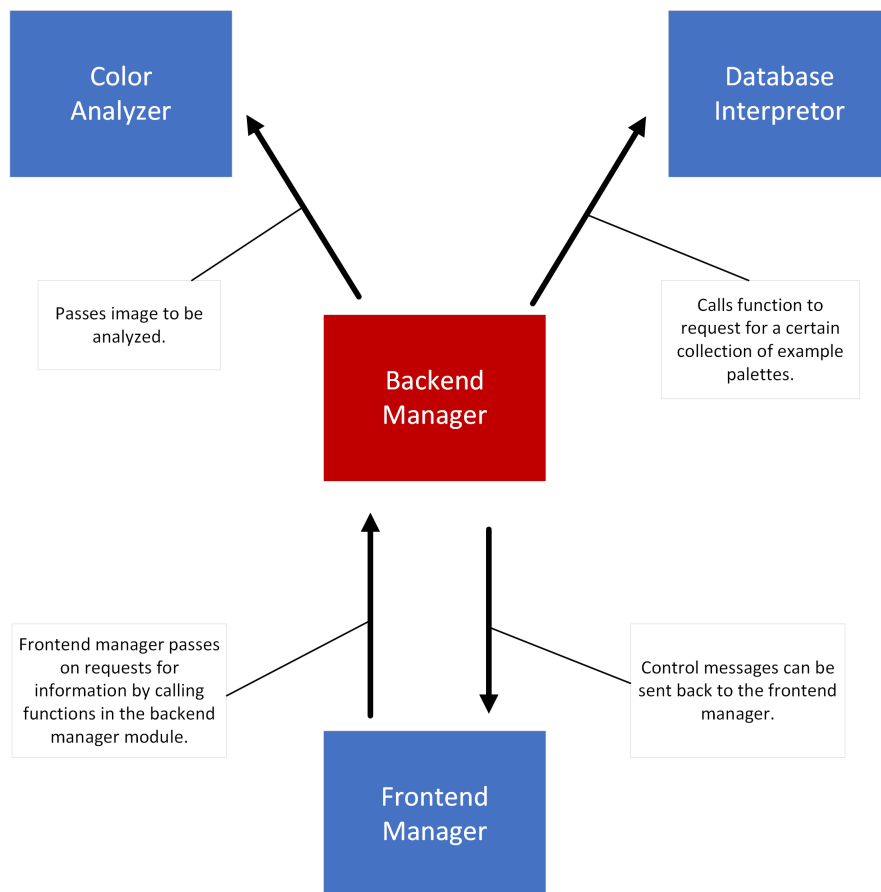 Color
Analyzer
Database
Interpretor
Passes image to be
analyzed.
Calls function to
request for a certain
collection of example
palettes.
Backend
Manager
Frontend manager passes
on requests for
information by calling
functions in the backend
manager module.
Control messages can be
sent back to the frontend
manager.
Frontend
Manager